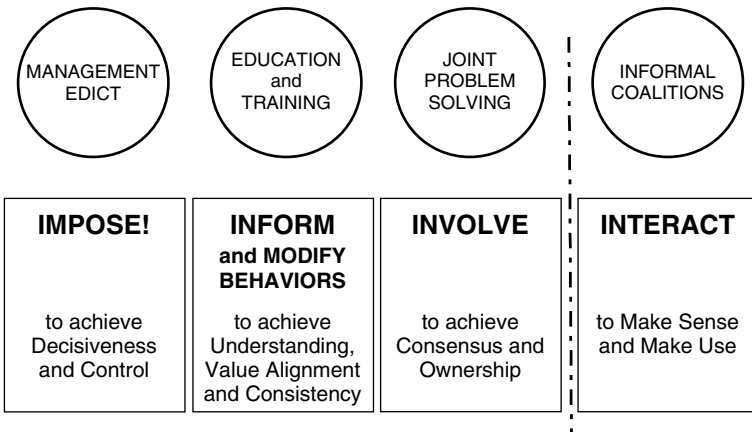 MANAGEMENT
EDICT
EDUCATION
and
TRAINING
JOINT
PROBLEM
SOLVING
INFORMAL
COALITIONS
IMPOSE!
to achieve
Decisiveness
and Control
INFORM
and MODIFY
BEHAVIORS
to achieve
Understanding,
Value Alignment
and Consistency
INVOLVE
to achieve
Consensus and
Ownership
INTERACT
to Make Sense
and Make Use